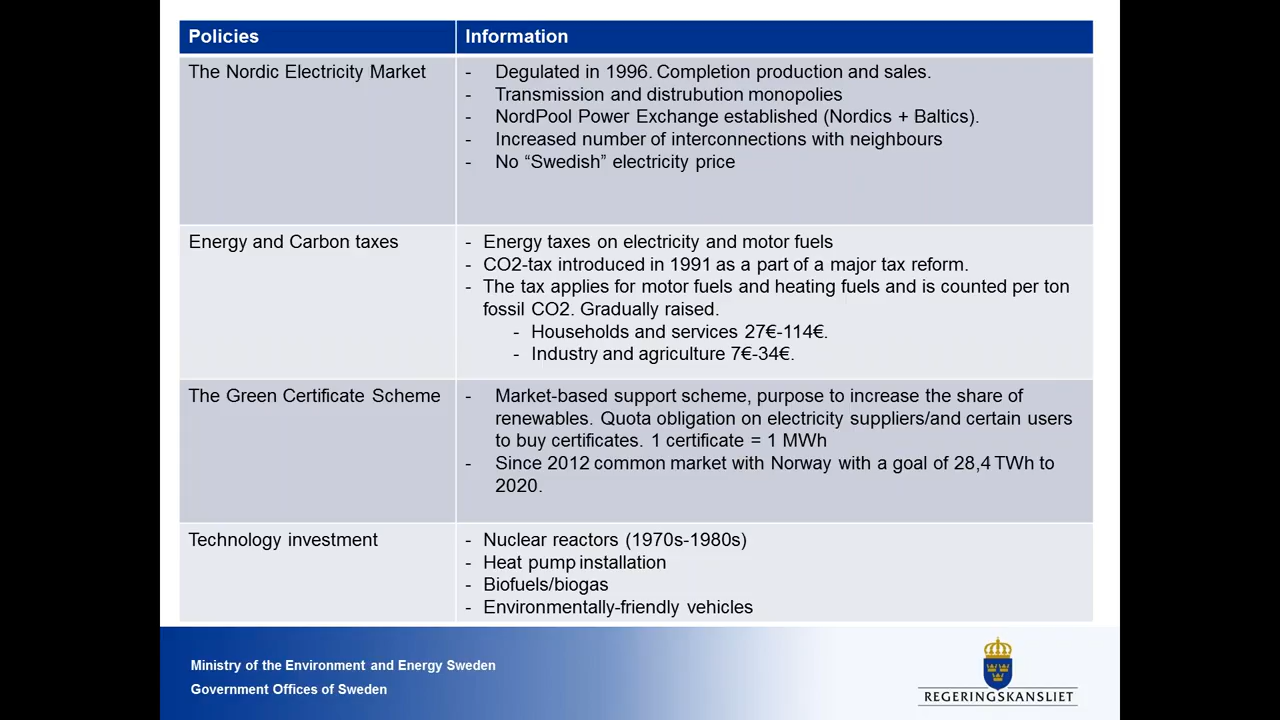 Policies
Information
The Nordic Electricity Market
- Degulated in 1996. Completion production and sales.
- Transmission and distrubution monopolies
- NordPool Power Exchange established (Nordics + Baltics).
- Increased number of interconnections with neighbours
- No “Swedish” electricity price
Energy and Carbon taxes
- Energy taxes on electricity and motor fuels
- CO2-tax introduced in 1991 as a part of a major tax reform.
- The tax applies for motor fuels and heating fuels and is counted per ton
fossil CO2. Gradually raised.
- Households and services 27€-114€.
- Industry and agriculture 7€-34€.
The Green Certificate Scheme
- Market-based support scheme, purpose to increase the share of
renewables. Quota obligation on electricity suppliers/and certain users
to buy certificates. 1 certificate = 1 MWh
- Since 2012 common market with Norway with a goal of 28,4 TWh to
2020.
Technology investment
- Nuclear reactors (1970s-1980s)
- Heat pump installation
- Biofuels/biogas
- Environmentally-friendly vehicles
Ministry of the Environment and Energy Sweden
Government Offices of Sweden
REGERINGSKANSLIET